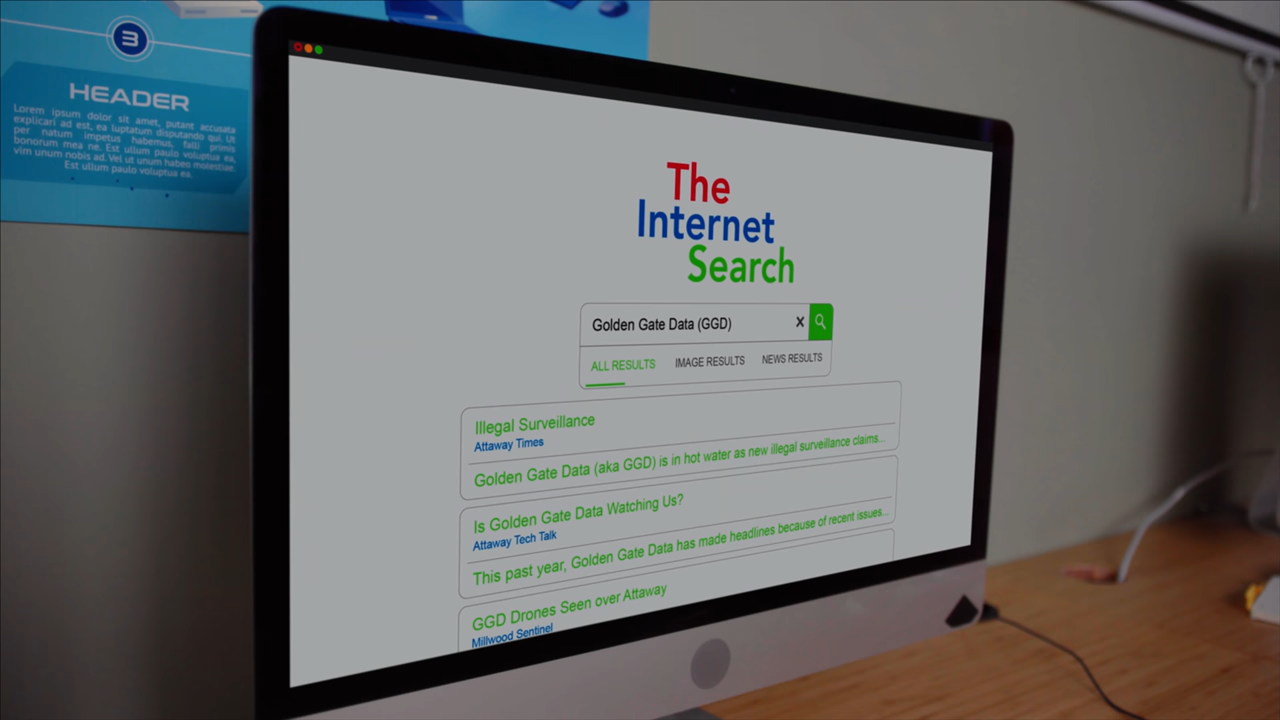 3
HEADER
Lorem ipsum dolor sit amet, putant accusata
explicari ad est, ea luptatum disputando qui. Ut
per natum impetus habemus, falli primis
bonorum mea ne. Est ullum paulo voluptua ea,
vim unum nobis ad. Vel ut unum habeo molestiae.
Est ullum paulo voluptua ea.
The
Internet
Search
Golden Gate Data (GGD)
ALL RESULTS IMAGE RESULTS NEWS RESULTS
Illegal Surveillance
Attaway Times
Golden Gate Data (aka GGD) is in hot water as new illegal surveillance claims...
Is Golden Gate Data Watching Us?
Attaway Tech Talk
This past year, Golden Gate Data has made headlines because of recent issues...
GGD Drones Seen over Attaway
Millwood Sentinel